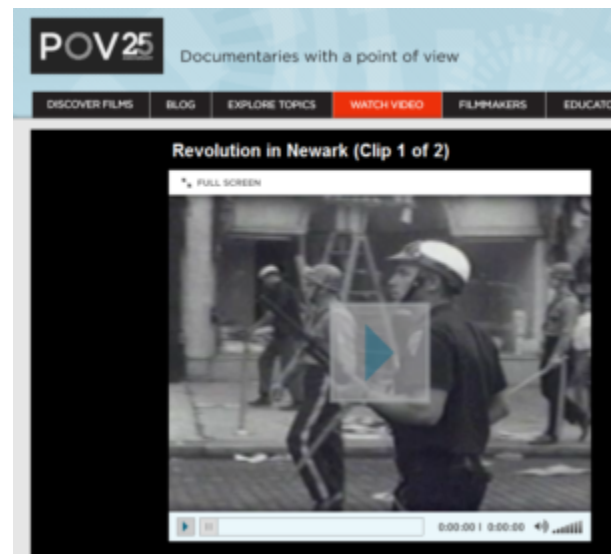 POV25
Documentaries with a point of view
DISCOVER FILMS BLOG EXPLORE TOPICS WATCH VIDEO FILMMAKERS EDUCATO
Revolution in Newark (Clip 1 of 2)
FULL SCREEN
0:00:00 | 0:00:00